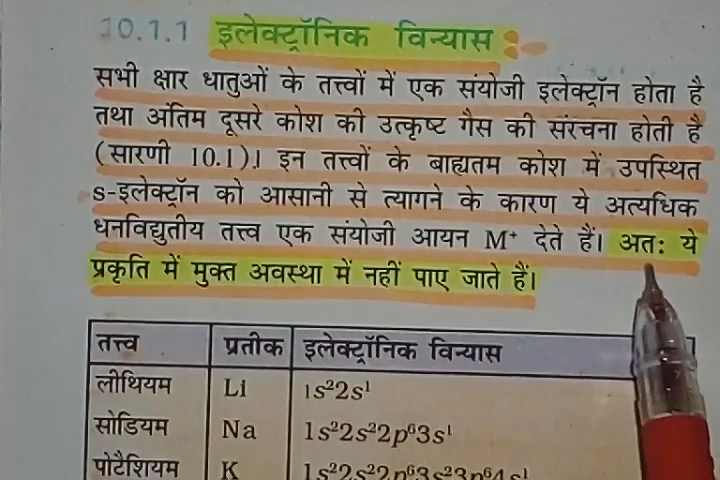 10.1.1 इलेक्ट्रॉनिक विन्यास :-
सभी क्षार धातुओं के तत्त्वों में एक संयोजी इलेक्ट्रॉन होता है
तथा अंतिम दूसरे कोश की उत्कृष्ट गैस की संरचना होती है
(सारणी 10.1)। इन तत्त्वों के बाह्यतम कोश में उपस्थित
s-इलेक्ट्रॉन को आसानी से त्यागने के कारण ये अत्यधिक
धनविद्युतीय तत्त्व एक संयोजी आयन M⁺ देते हैं। अतः ये
प्रकृति में मुक्त अवस्था में नहीं पाए जाते हैं।
तत्त्व प्रतीक इलेक्ट्रॉनिक विन्यास
लीथियम Li 1s²2s¹
सोडियम Na 1s²2s²2p⁶3s¹
पोटैशियम K 1s²2s²2p⁶3s²3p⁶4s¹